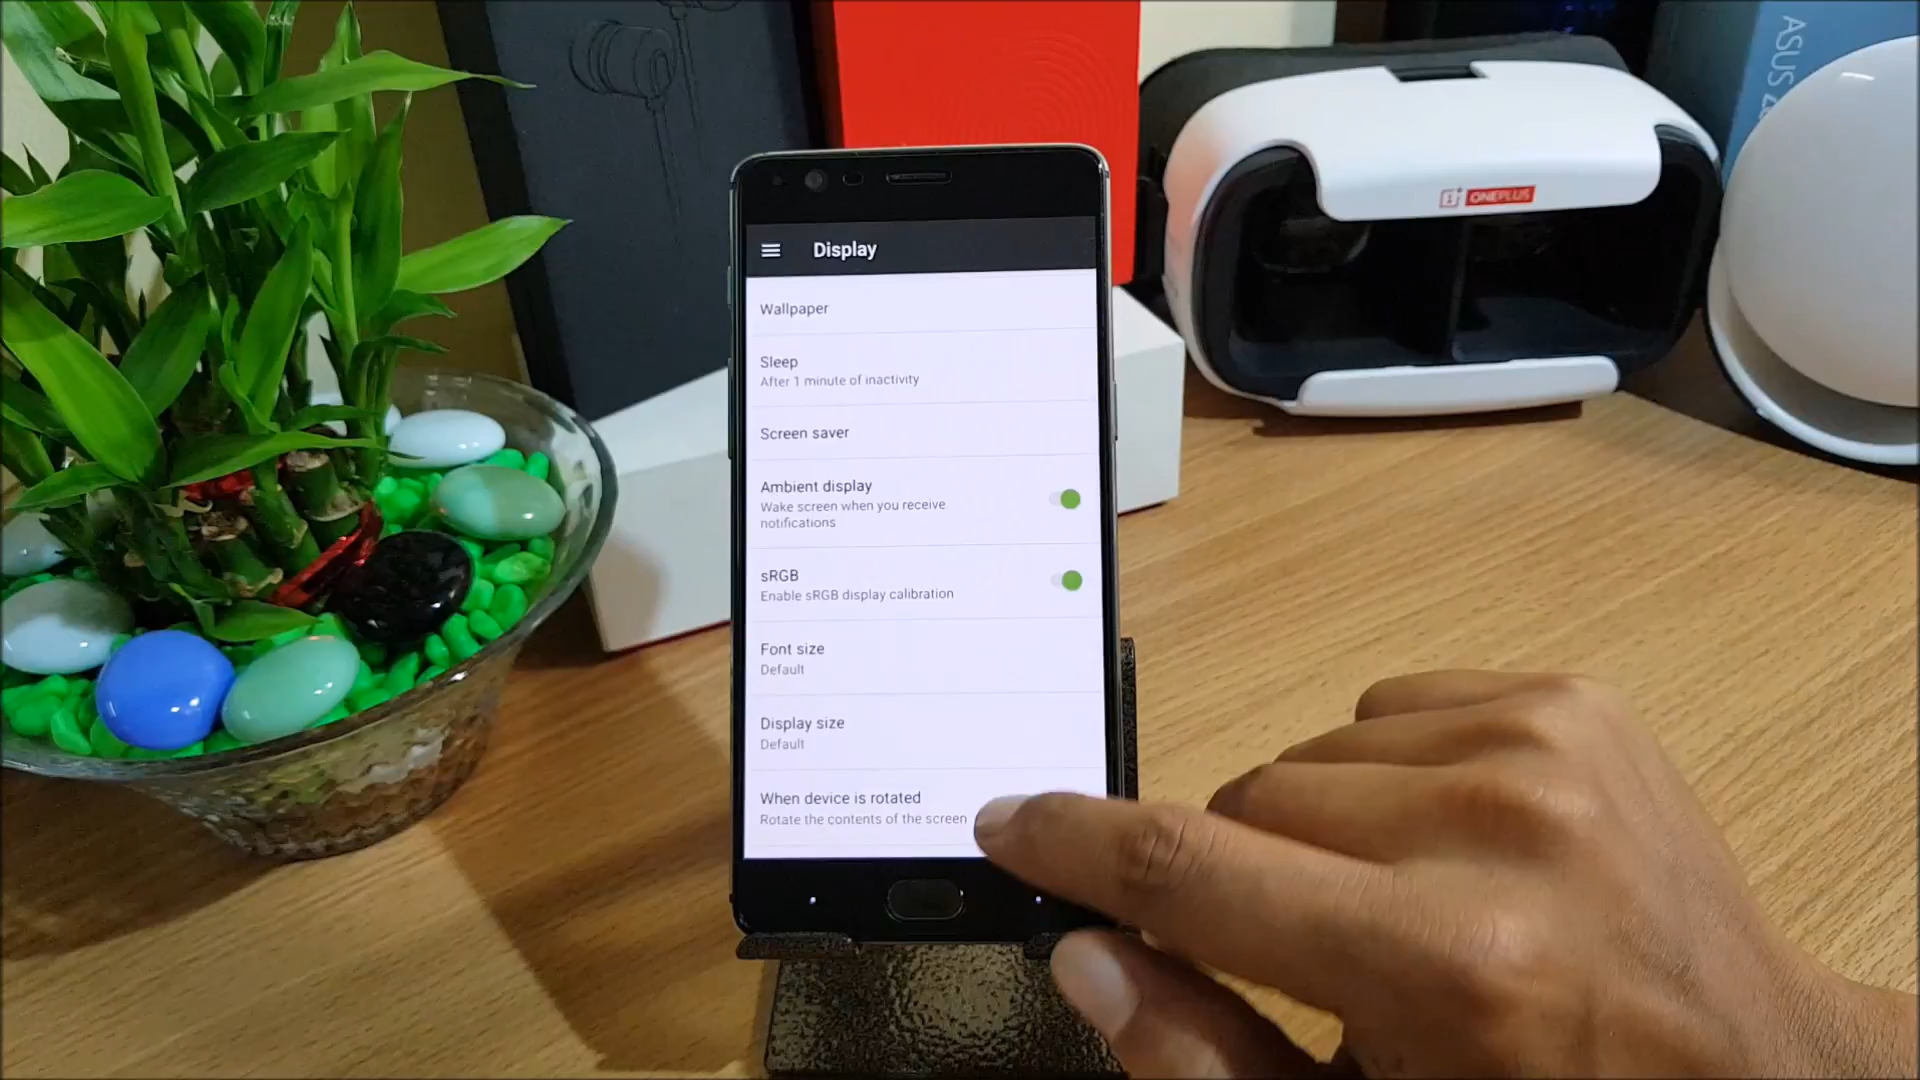 ASUS
ONEPLUS
Display
Wallpaper
Sleep
After 1 minute of inactivity
Screen saver
Ambient display
Wake screen when you receive
notifications
sRGB
Enable sRGB display calibration
Font size
Default
Display size
Default
When device is rotated
Rotate the contents of the screen